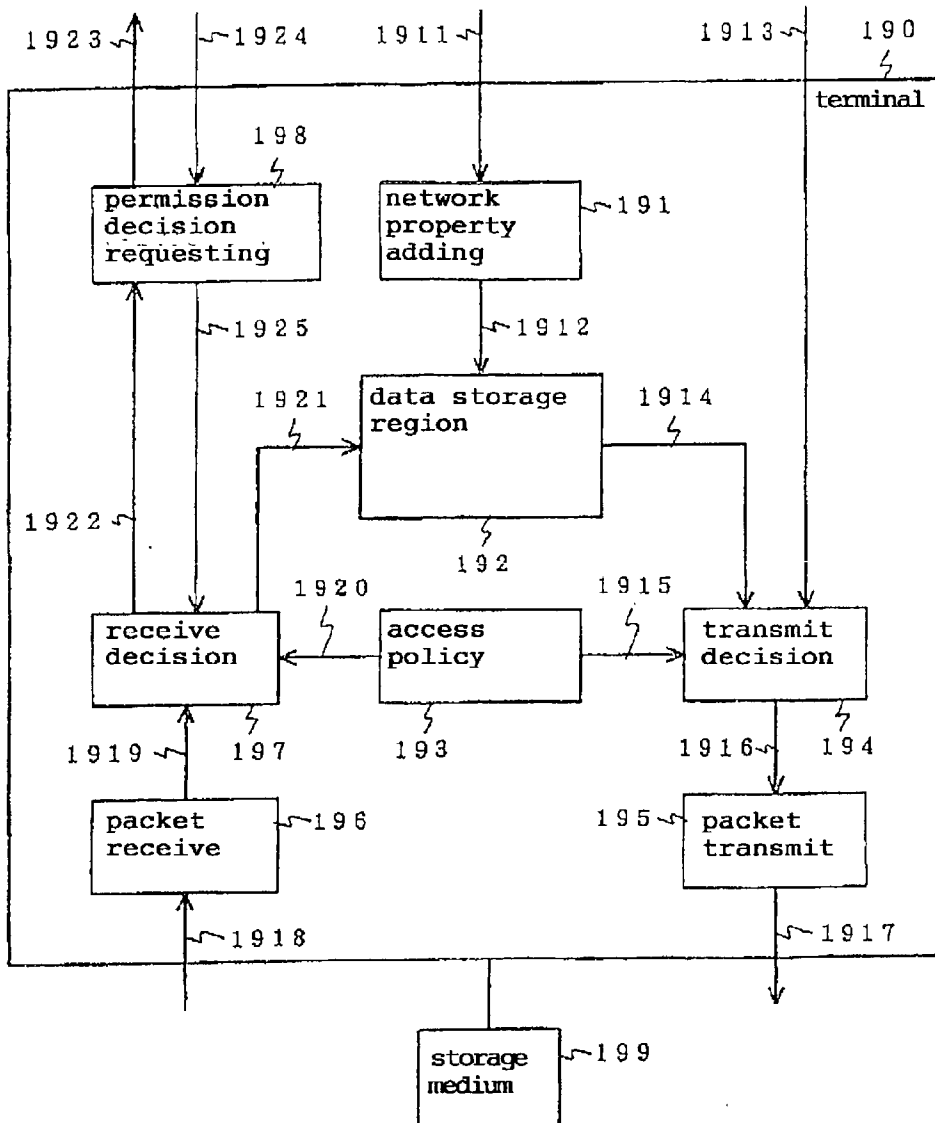 1923
1924
1911
1913
190
terminal
198
permission
decision
requesting
network
property
adding
191
1925
1912
1921
data storage
region
1914
1922
192
1920
1915
receive
decision
access
policy
transmit
decision
1919
197
193
1916
194
packet
receive
196
195
packet
transmit
1918
1917
storage
medium
199